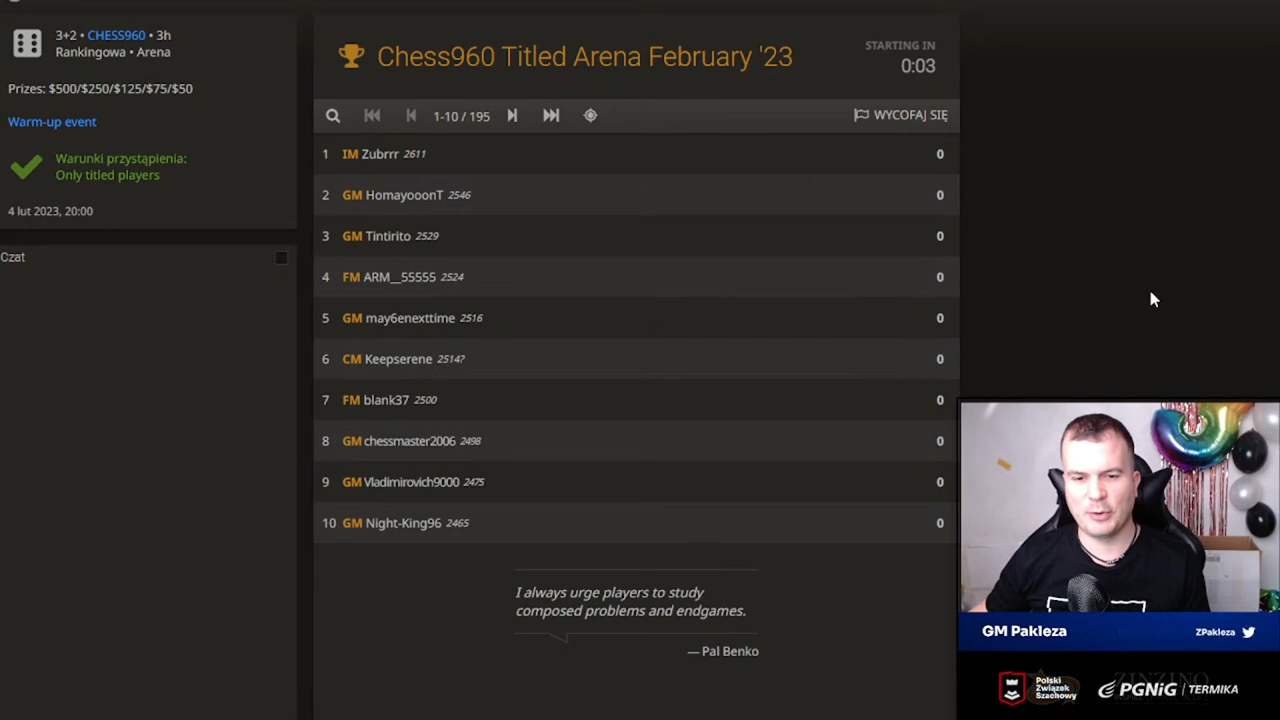 3+2 • CHESS960 • 3h
Rankingowa • Arena
Prizes: $500/$250/$125/$75/$50
Warm-up event
Warunki przystąpienia:
Only titled players
4 lut 2023, 20:00
Czat
Chess960 Titled Arena February '23
STARTING IN
0:03
1-10 / 195
WYCOFAJ SIĘ
1 IM Zubrrr 2611 0
2 GM HomayooonT 2546 0
3 GM Tintirito 2529 0
4 FM ARM__55555 2524 0
5 GM may6enexttime 2516 0
6 CM Keepserene 2514? 0
7 FM blank37 2500 0
8 GM chessmaster2006 2498 0
9 GM Vladimirovich9000 2475 0
10 GM Night-King96 2465 0
I always urge players to study
composed problems and endgames.
— Pal Benko
GM Pakleza
ZPakleza
Polski
Związek
Szachowy
PGNiG | TERMIKA
ZINZINO